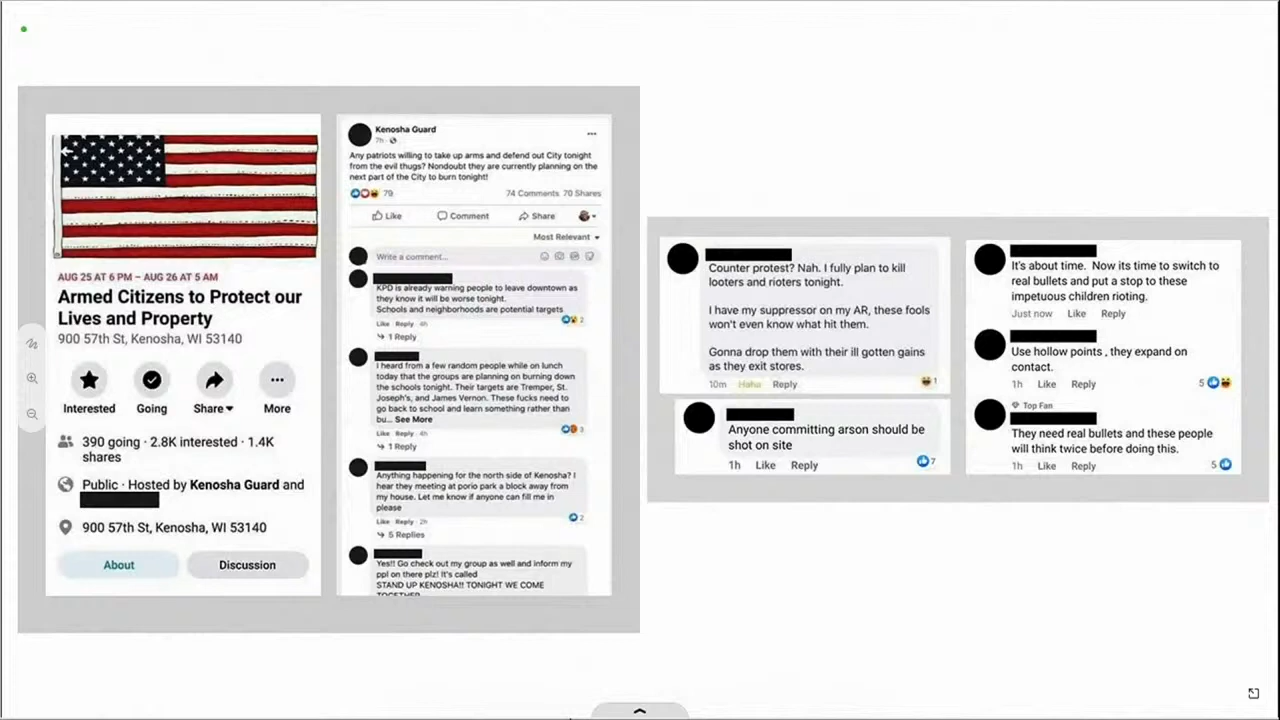 AUG 25 AT 6 PM – AUG 26 AT 5 AM
Armed Citizens to Protect our
Lives and Property
900 57th St, Kenosha, WI 53140
Interested
Going
Share
More
390 going · 2.8K interested · 1.4K
shares
Public · Hosted by Kenosha Guard and
900 57th St, Kenosha, WI 53140
About
Discussion
Kenosha Guard
7h ·
Any patriots willing to take up arms and defend out City tonight
from the evil thugs? Nondoubt they are currently planning on the
next part of the City to burn tonight!
79
74 Comments 70 Shares
Like
Comment
Share
Most Relevant
Write a comment...
KPD is already warning people to leave downtown as
they know it will be worse tonight.
Schools and neighborhoods are potential targets
2
Like · Reply · 4h
1 Reply
I heard from a few random people while on lunch
today that the groups are planning on burning down
the schools tonight. Their targets are Tremper, St.
Joseph's, and James Vernon. These fucks need to
go back to school and learn something rather than
bu... See More
3
Like · Reply · 4h
1 Reply
Anything happening for the north side of Kenosha? I
hear they meeting at porio park a block away from
my house. Let me know if anyone can fill me in
please
2
Like · Reply · 2h
5 Replies
Yes!! Go check out my group as well and inform my
ppl on there plz! It's called
STAND UP KENOSHA!! TONIGHT WE COME
TOGETHER
Counter protest? Nah. I fully plan to kill
looters and rioters tonight.
I have my suppressor on my AR, these fools
won't even know what hit them.
Gonna drop them with their ill gotten gains
as they exit stores.
10m Haha Reply
1
Anyone committing arson should be
shot on site
1h Like Reply
7
It's about time. Now its time to switch to
real bullets and put a stop to these
impetuous children rioting.
Just now Like Reply
Use hollow points , they expand on
contact.
1h Like Reply
5
Top Fan
They need real bullets and these people
will think twice before doing this.
1h Like Reply
5